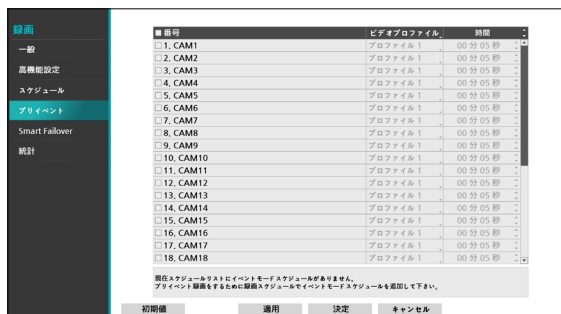 録画
一般
高機能設定
スケジュール
プリイベント
Smart Failover
統計
番号 ビデオプロファイル 時間
1, CAM1 プロファイル 1 00 分 05 秒
2, CAM2 プロファイル 1 00 分 05 秒
3, CAM3 プロファイル 1 00 分 05 秒
4, CAM4 プロファイル 1 00 分 05 秒
5, CAM5 プロファイル 1 00 分 05 秒
6, CAM6 プロファイル 1 00 分 05 秒
7, CAM7 プロファイル 1 00 分 05 秒
8, CAM8 プロファイル 1 00 分 05 秒
9, CAM9 プロファイル 1 00 分 05 秒
10, CAM10 プロファイル 1 00 分 05 秒
11, CAM11 プロファイル 1 00 分 05 秒
12, CAM12 プロファイル 1 00 分 05 秒
13, CAM13 プロファイル 1 00 分 05 秒
14, CAM14 プロファイル 1 00 分 05 秒
15, CAM15 プロファイル 1 00 分 05 秒
16, CAM16 プロファイル 1 00 分 05 秒
17, CAM17 プロファイル 1 00 分 05 秒
18, CAM18 プロファイル 1 00 分 05 秒
現在スケジュールリストにイベントモードスケジュールがありません。
プリイベント録画をするために録画スケジュールでイベントモードスケジュールを追加して下さい。
初期値 適用 決定 キャンセル